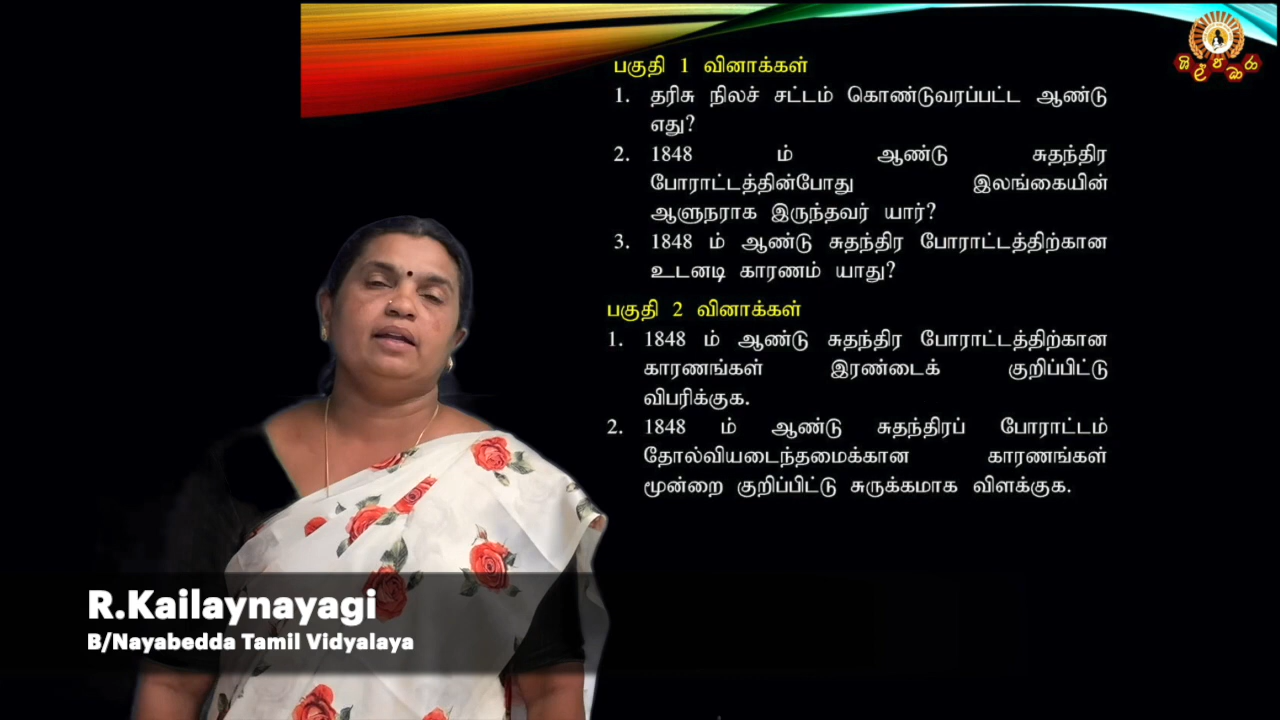 பகுதி 1 வினாக்கள்
1. தரிசு நிலச் சட்டம் கொண்டுவரப்பட்ட ஆண்டு
எது?
2. 1848 ம் ஆண்டு சுதந்திர
போராட்டத்தின்போது இலங்கையின்
ஆளுநராக இருந்தவர் யார்?
3. 1848 ம் ஆண்டு சுதந்திர போராட்டத்திற்கான
உடனடி காரணம் யாது?
பகுதி 2 வினாக்கள்
1. 1848 ம் ஆண்டு சுதந்திர போராட்டத்திற்கான
காரணங்கள் இரண்டைக் குறிப்பிட்டு
விபரிக்குக.
2. 1848 ம் ஆண்டு சுதந்திரப் போராட்டம்
தோல்வியடைந்தமைக்கான காரணங்கள்
மூன்றை குறிப்பிட்டு சுருக்கமாக விளக்குக.
R.Kailaynayagi
B/Nayabedda Tamil Vidyalaya